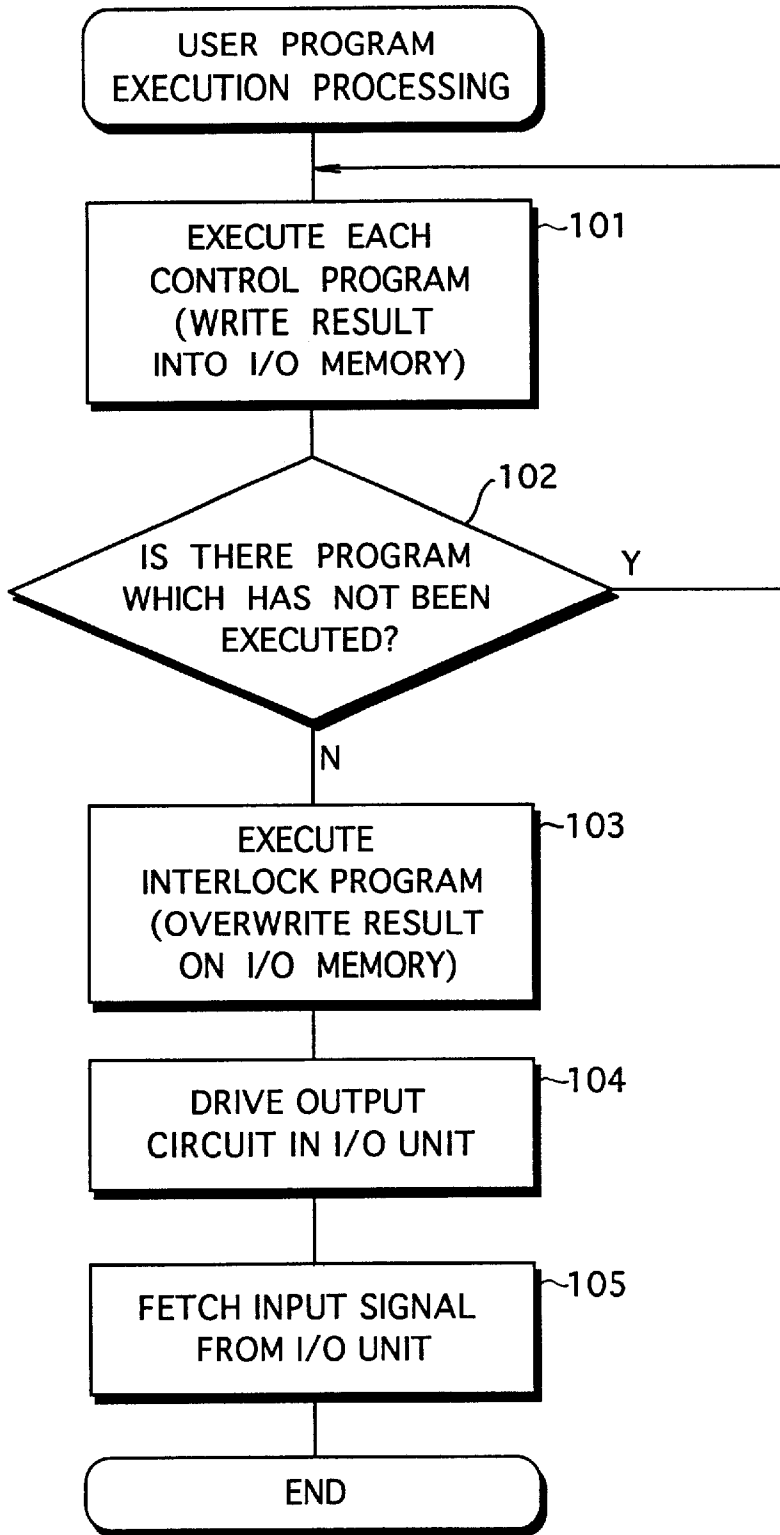 USER PROGRAM
EXECUTION PROCESSING
EXECUTE EACH
CONTROL PROGRAM
(WRITE RESULT
INTO I/O MEMORY)
101
IS THERE PROGRAM
WHICH HAS NOT BEEN
EXECUTED?
102
Y
N
EXECUTE
INTERLOCK PROGRAM
(OVERWRITE RESULT
ON I/O MEMORY)
103
DRIVE OUTPUT
CIRCUIT IN I/O UNIT
104
FETCH INPUT SIGNAL
FROM I/O UNIT
105
END